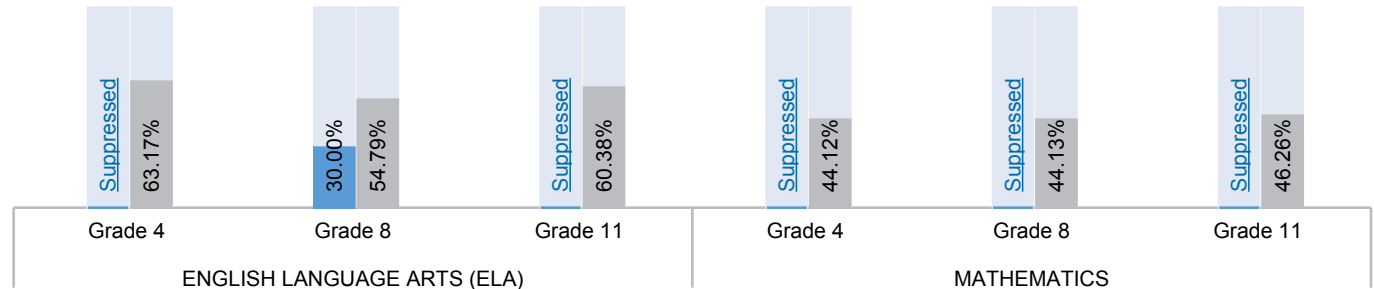 Suppressed
63.17%
30.00%
54.79%
Suppressed
60.38%
Suppressed
44.12%
Suppressed
44.13%
Suppressed
46.26%
Grade 4
Grade 8
Grade 11
Grade 4
Grade 8
Grade 11
ENGLISH LANGUAGE ARTS (ELA)
MATHEMATICS